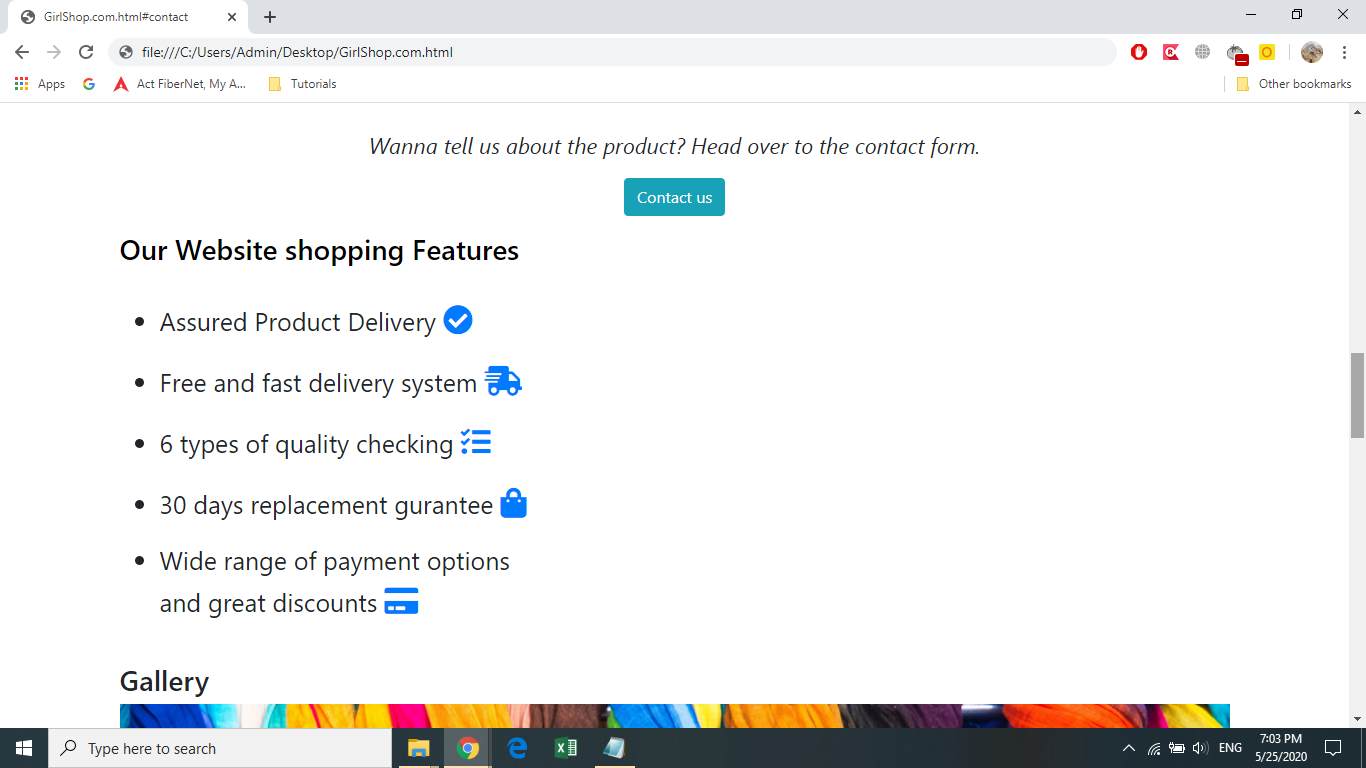 GirlShop.com.html#contact
file:///C:/Users/Admin/Desktop/GirlShop.com.html
Apps
Act FiberNet, My A...
Tutorials
Other bookmarks
Wanna tell us about the product? Head over to the contact form.
Contact us
Our Website shopping Features
Assured Product Delivery
Free and fast delivery system
6 types of quality checking
30 days replacement gurantee
Wide range of payment options
and great discounts
Gallery
Type here to search
ENG
7:03 PM
5/25/2020